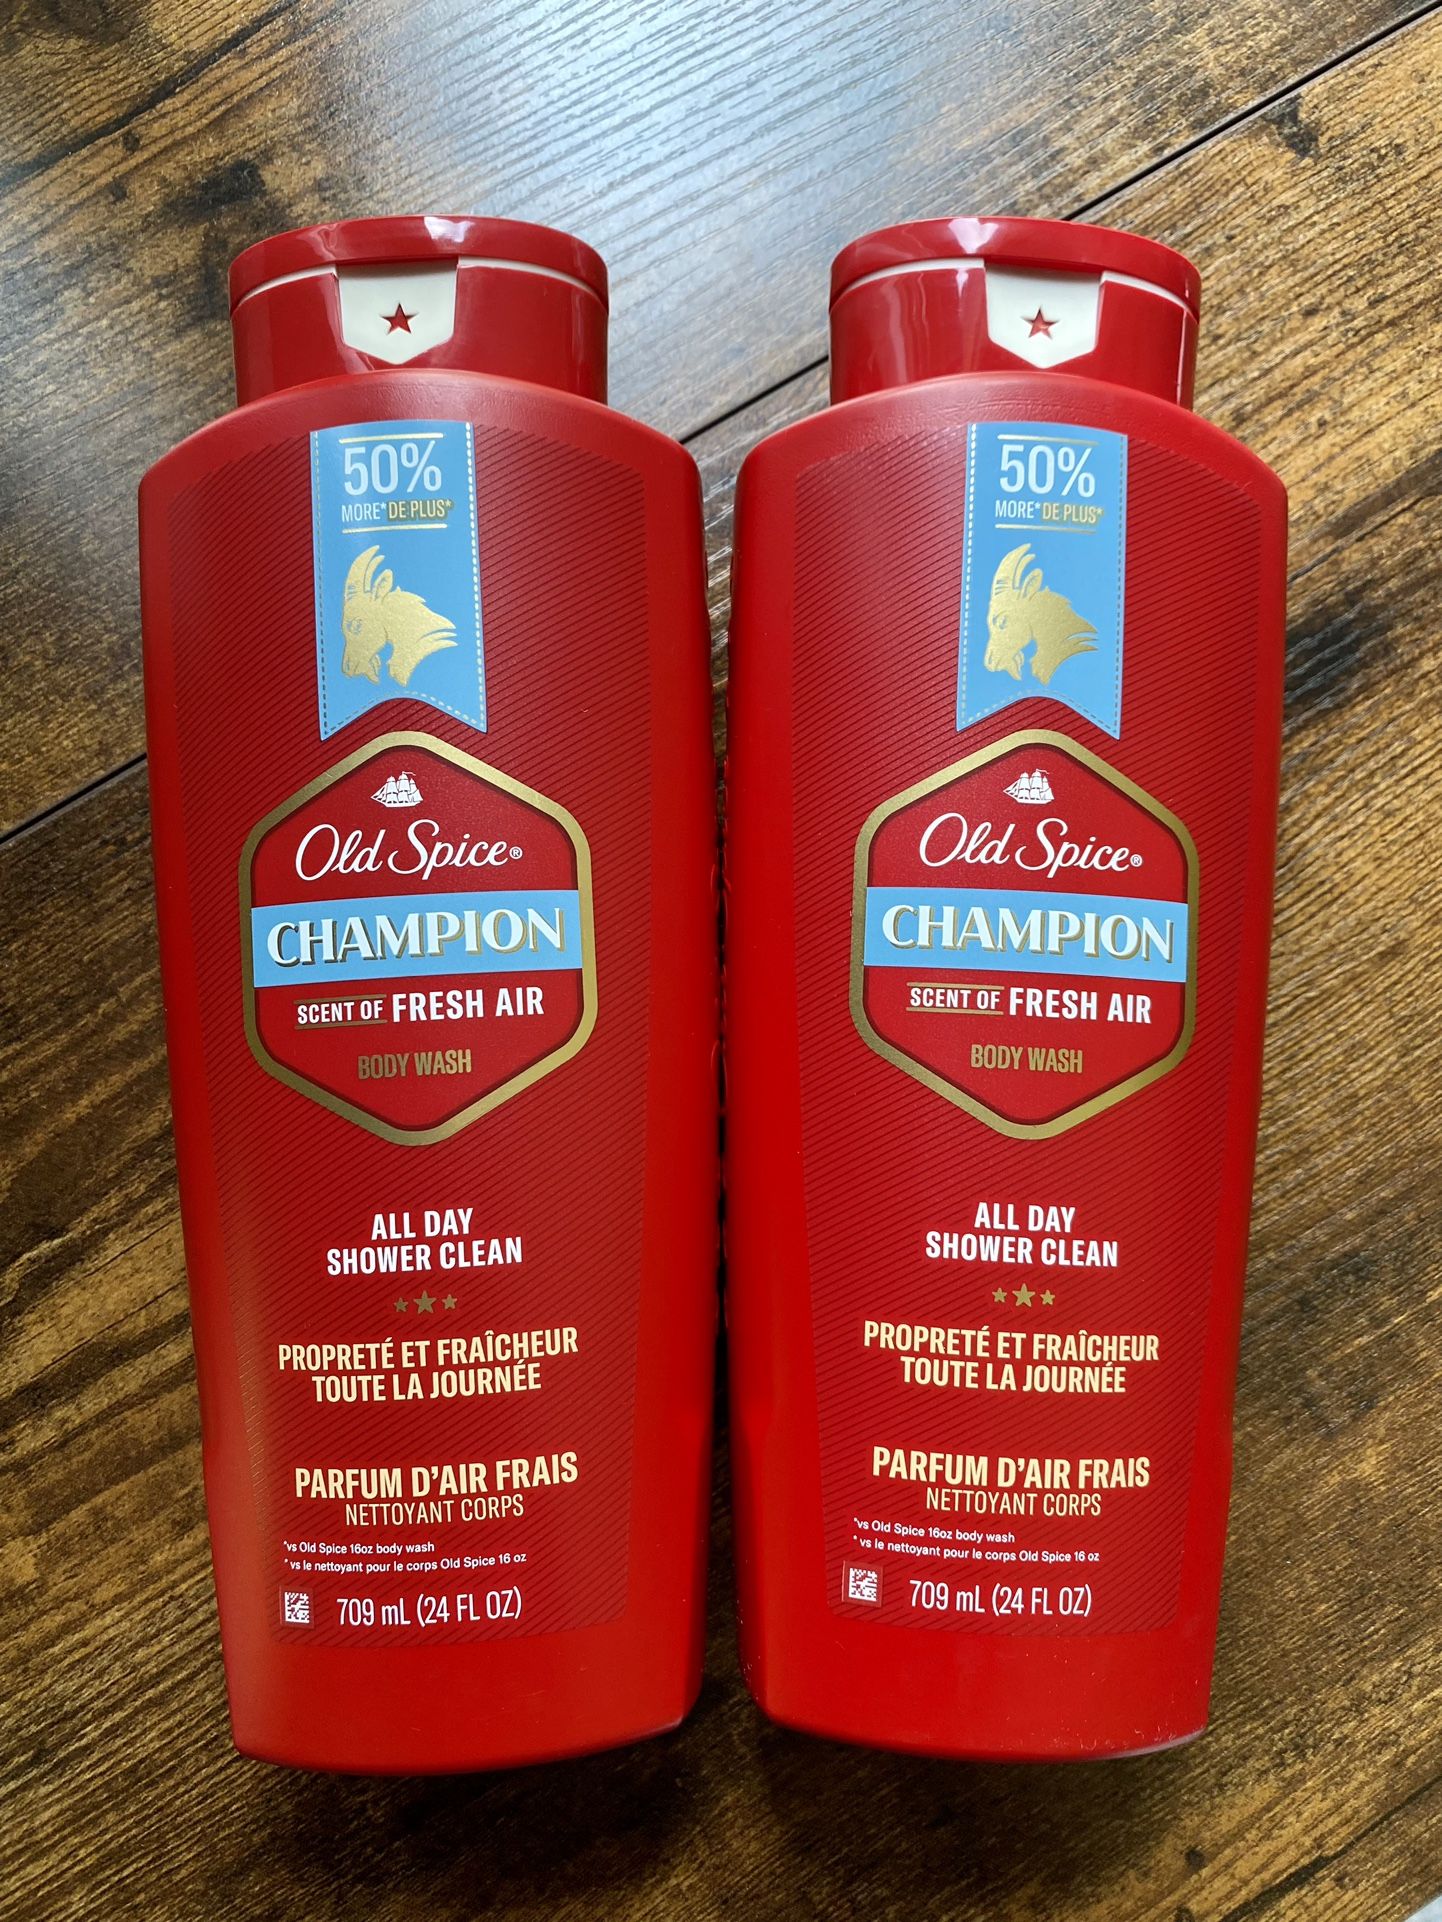 50%
MORE* DE PLUS*
Old Spice®
CHAMPION
SCENT OF FRESH AIR
BODY WASH
ALL DAY
SHOWER CLEAN
PROPRETÉ ET FRAÎCHEUR
TOUTE LA JOURNÉE
PARFUM D'AIR FRAIS
NETTOYANT CORPS
*vs Old Spice 16oz body wash
* vs le nettoyant pour le corps Old Spice 16 oz
709 mL (24 FL OZ)
50%
MORE* DE PLUS*
Old Spice®
CHAMPION
SCENT OF FRESH AIR
BODY WASH
ALL DAY
SHOWER CLEAN
PROPRETÉ ET FRAÎCHEUR
TOUTE LA JOURNÉE
PARFUM D'AIR FRAIS
NETTOYANT CORPS
*vs Old Spice 16oz body wash
* vs le nettoyant pour le corps Old Spice 16 oz
709 mL (24 FL OZ)